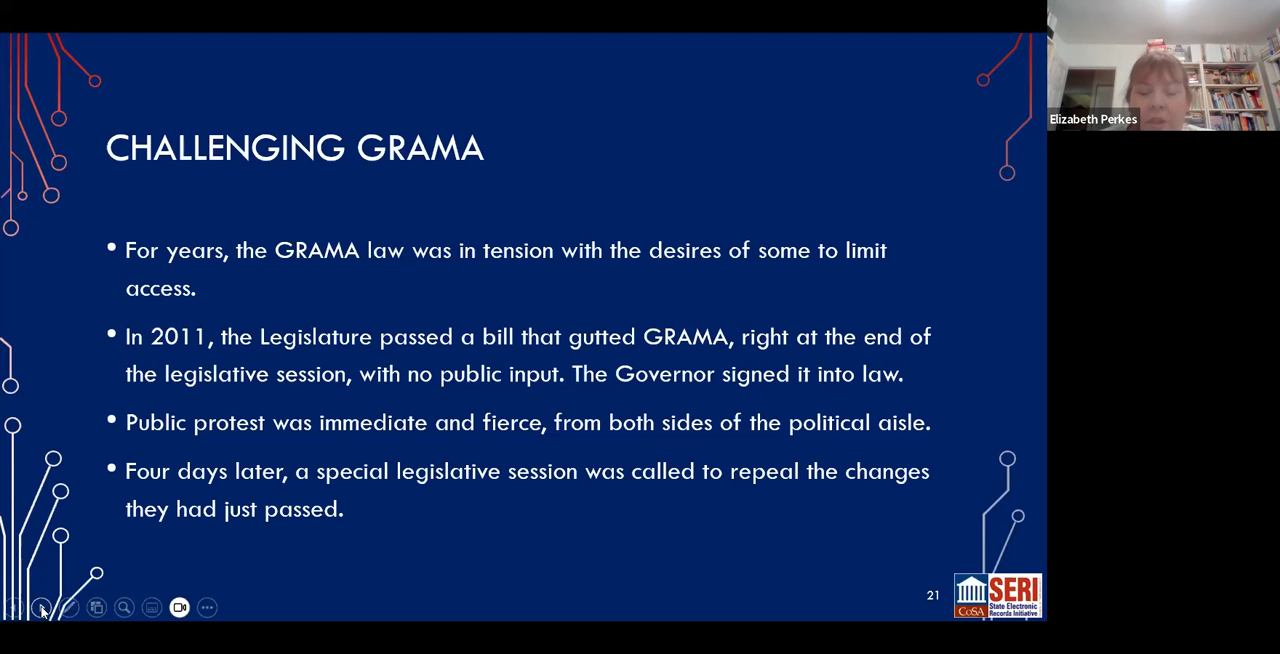 Elizabeth Perkes
CHALLENGING GRAMA
• For years, the GRAMA law was in tension with the desires of some to limit
access.
• In 2011, the Legislature passed a bill that gutted GRAMA, right at the end of
the legislative session, with no public input. The Governor signed it into law.
• Public protest was immediate and fierce, from both sides of the political aisle.
• Four days later, a special legislative session was called to repeal the changes
they had just passed.
21
CoSA
SERI
State Electronic
Records Initiative